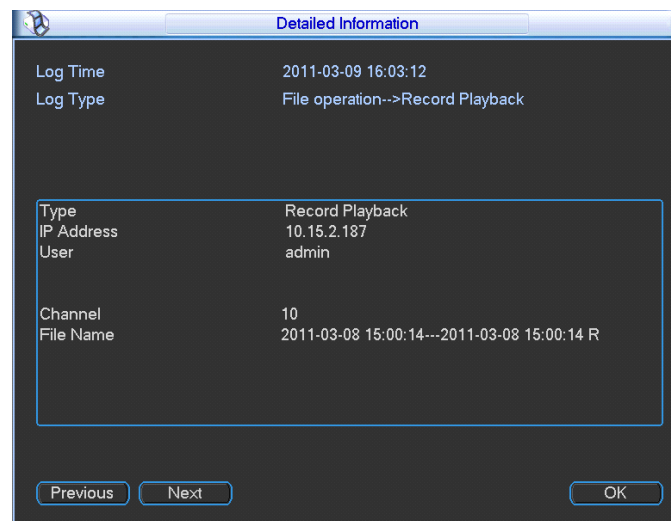 Detailed Information
Log Time 2011-03-09 16:03:12
Log Type File operation-->Record Playback
Type Record Playback
IP Address 10.15.2.187
User admin
Channel 10
File Name 2011-03-08 15:00:14---2011-03-08 15:00:14 R
Previous Next OK